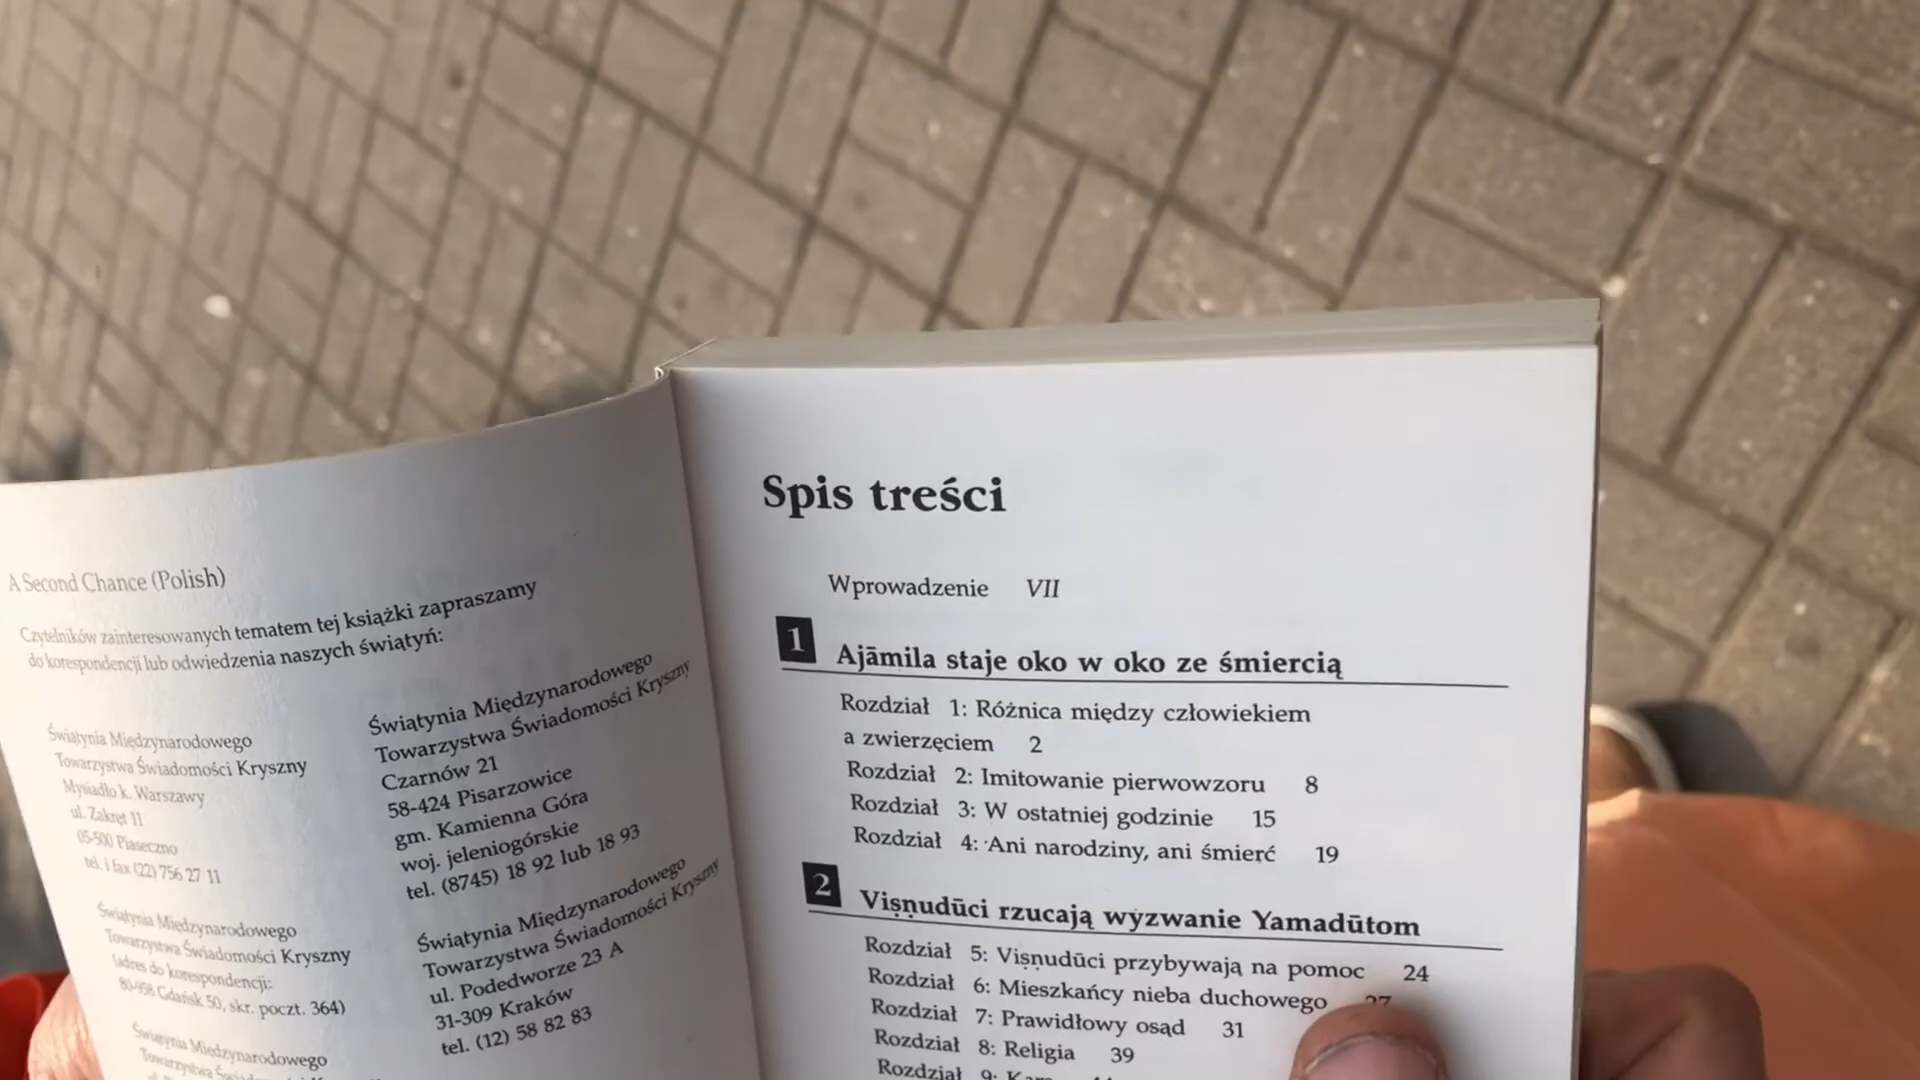 A Second Chance (Polish)
Czytelników zainteresowanych tematem tej książki zapraszamy
do korespondencji lub odwiedzenia naszych świątyń:
Świątynia Międzynarodowego
Towarzystwa Świadomości Kryszny
Mysiadło k. Warszawy
ul. Zakręt 11
05-500 Piaseczno
tel. i fax (22) 756 27 11
Świątynia Międzynarodowego
Towarzystwa Świadomości Kryszny
(adres do korespondencji:
80-958 Gdańsk 50, skr. poczt. 364)
Świątynia Międzynarodowego
Towarzystwa Świadomości
Świątynia Międzynarodowego
Towarzystwa Świadomości Kryszny
Czarnów 21
58-424 Pisarzowice
gm. Kamienna Góra
woj. jeleniogórskie
tel. (8745) 18 92 lub 18 93
Świątynia Międzynarodowego
Towarzystwa Świadomości Kryszny
ul. Podedworze 23 A
31-309 Kraków
tel. (12) 58 82 83
Spis treści
Wprowadzenie VII
1 Ajāmila staje oko w oko ze śmiercią
Rozdział 1: Różnica między człowiekiem
a zwierzęciem 2
Rozdział 2: Imitowanie pierwowzoru 8
Rozdział 3: W ostatniej godzinie 15
Rozdział 4: Ani narodziny, ani śmierć 19
2 Viṣṇudūci rzucają wyzwanie Yamadūtom
Rozdział 5: Viṣṇudūci przybywają na pomoc 24
Rozdział 6: Mieszkańcy nieba duchowego 27
Rozdział 7: Prawidłowy osąd 31
Rozdział 8: Religia 39
Rozdział 9: